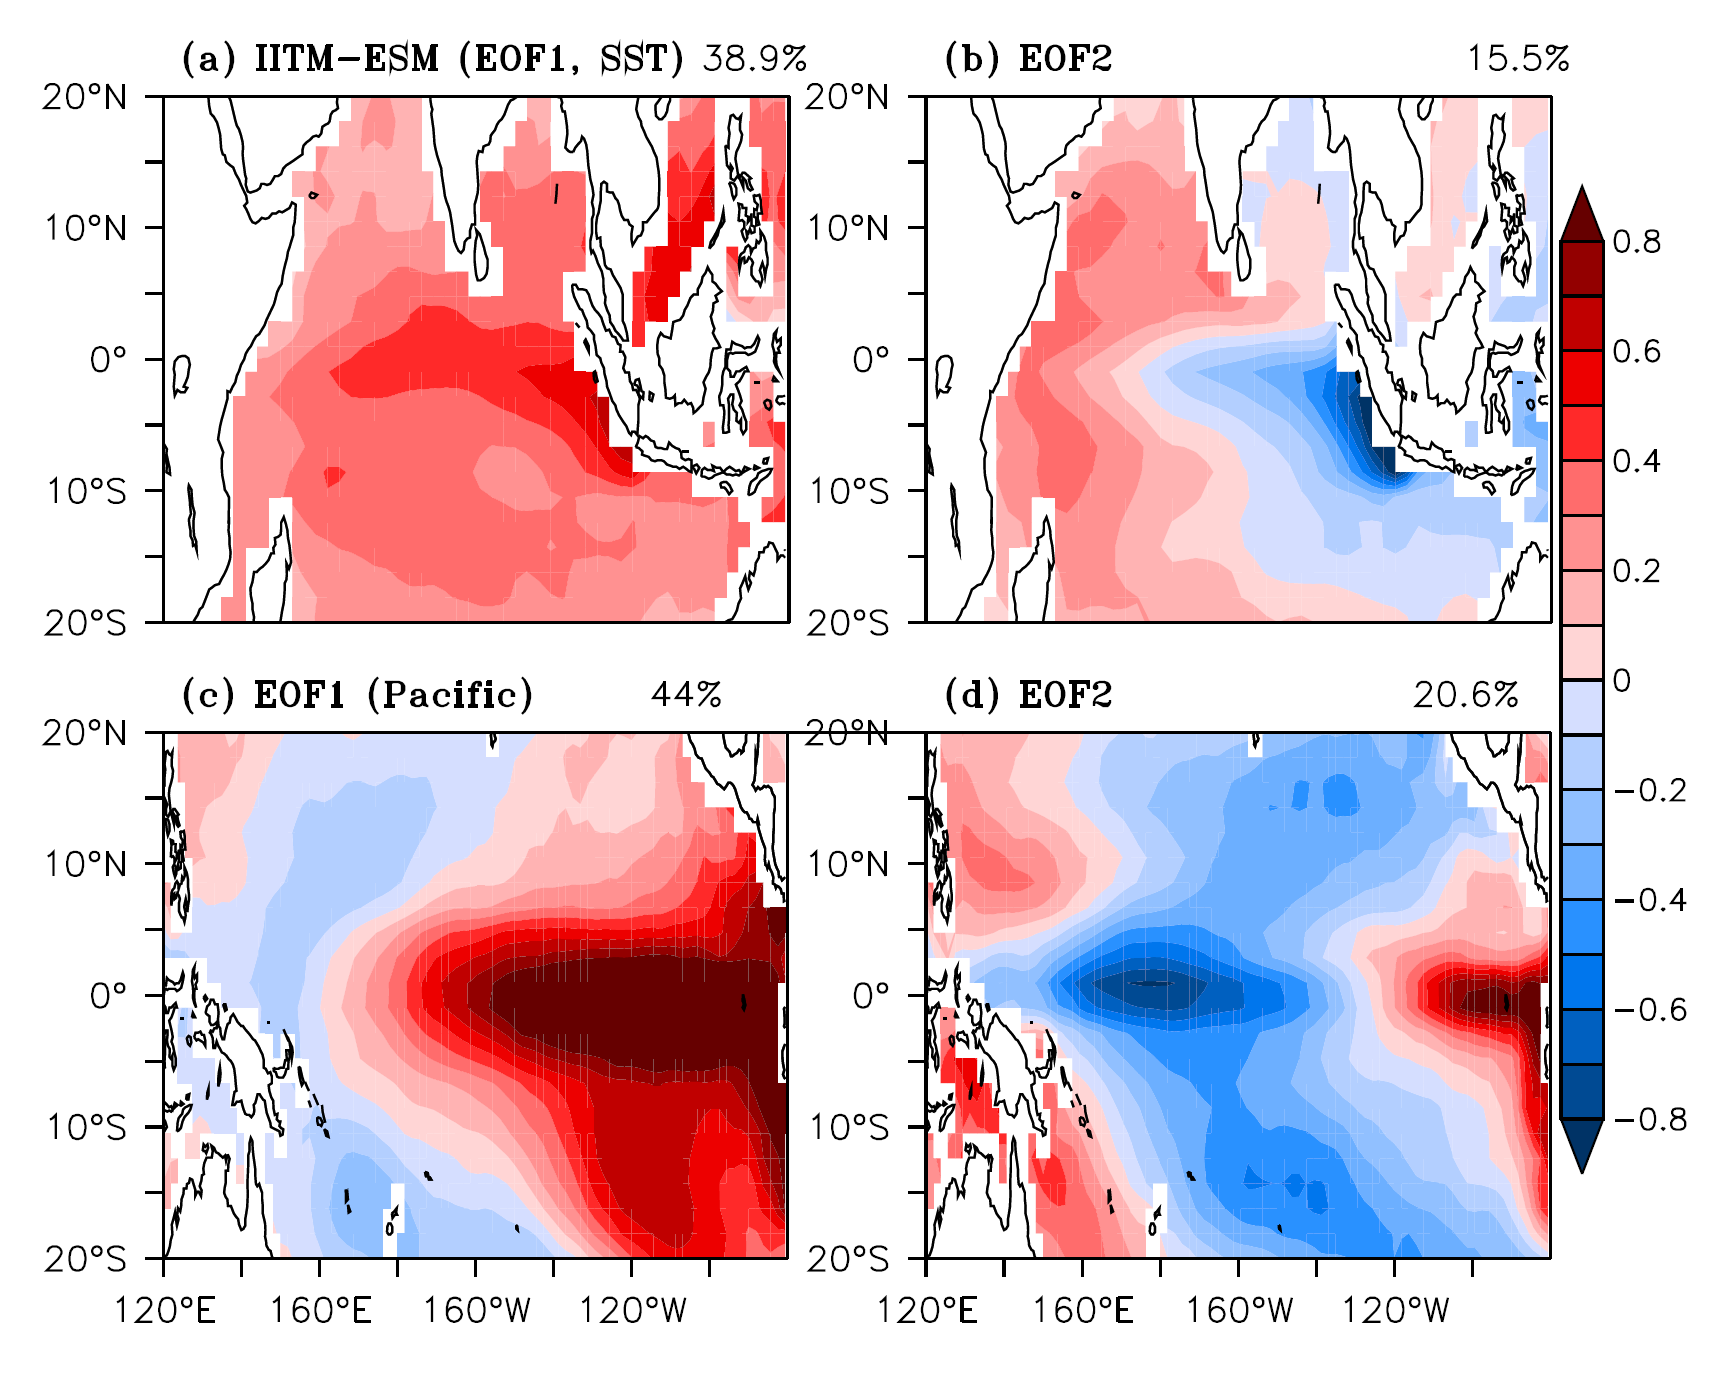 (a) IITM-ESM (EOF1, SST) 38.9%
(b) EOF2 15.5%
20°N
10°N
0°
10°S
20°S
20°N
10°N
0°
10°S
20°S
0.8
0.6
0.4
0.2
0
-0.2
-0.4
-0.6
-0.8
(c) EOF1 (Pacific) 44%
(d) EOF2 20.6%
20°N
10°N
0°
10°S
20°S
120°E 160°E 160°W 120°W
20°N
10°N
0°
10°S
20°S
120°E 160°E 160°W 120°W